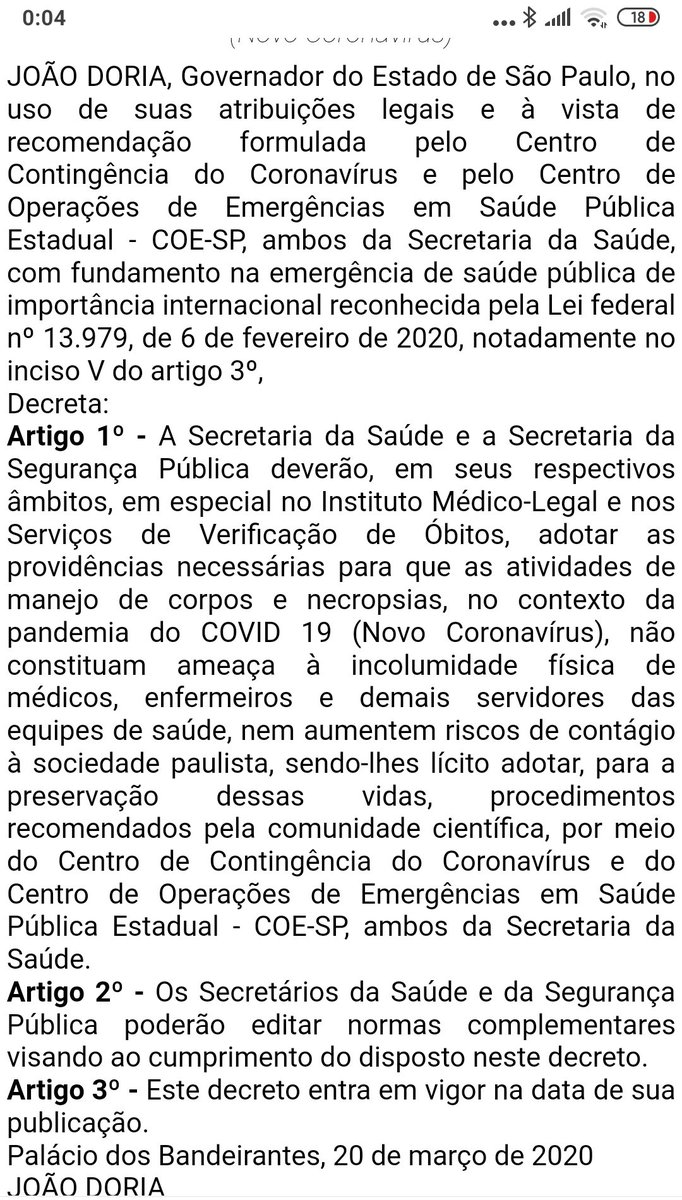 0:04
18
(Novo Coronavírus)
JOÃO DORIA, Governador do Estado de São Paulo, no
uso de suas atribuições legais e à vista de
recomendação formulada pelo Centro de
Contingência do Coronavírus e pelo Centro de
Operações de Emergências em Saúde Pública
Estadual - COE-SP, ambos da Secretaria da Saúde,
com fundamento na emergência de saúde pública de
importância internacional reconhecida pela Lei federal
nº 13.979, de 6 de fevereiro de 2020, notadamente no
inciso V do artigo 3º,
Decreta:
Artigo 1º - A Secretaria da Saúde e a Secretaria da
Segurança Pública deverão, em seus respectivos
âmbitos, em especial no Instituto Médico-Legal e nos
Serviços de Verificação de Óbitos, adotar as
providências necessárias para que as atividades de
manejo de corpos e necropsias, no contexto da
pandemia do COVID 19 (Novo Coronavírus), não
constituam ameaça à incolumidade física de
médicos, enfermeiros e demais servidores das
equipes de saúde, nem aumentem riscos de contágio
à sociedade paulista, sendo-lhes lícito adotar, para a
preservação dessas vidas, procedimentos
recomendados pela comunidade científica, por meio
do Centro de Contingência do Coronavírus e do
Centro de Operações de Emergências em Saúde
Pública Estadual - COE-SP, ambos da Secretaria da
Saúde.
Artigo 2º - Os Secretários da Saúde e da Segurança
Pública poderão editar normas complementares
visando ao cumprimento do disposto neste decreto.
Artigo 3º - Este decreto entra em vigor na data de sua
publicação.
Palácio dos Bandeirantes, 20 de março de 2020
JOÃO DORIA